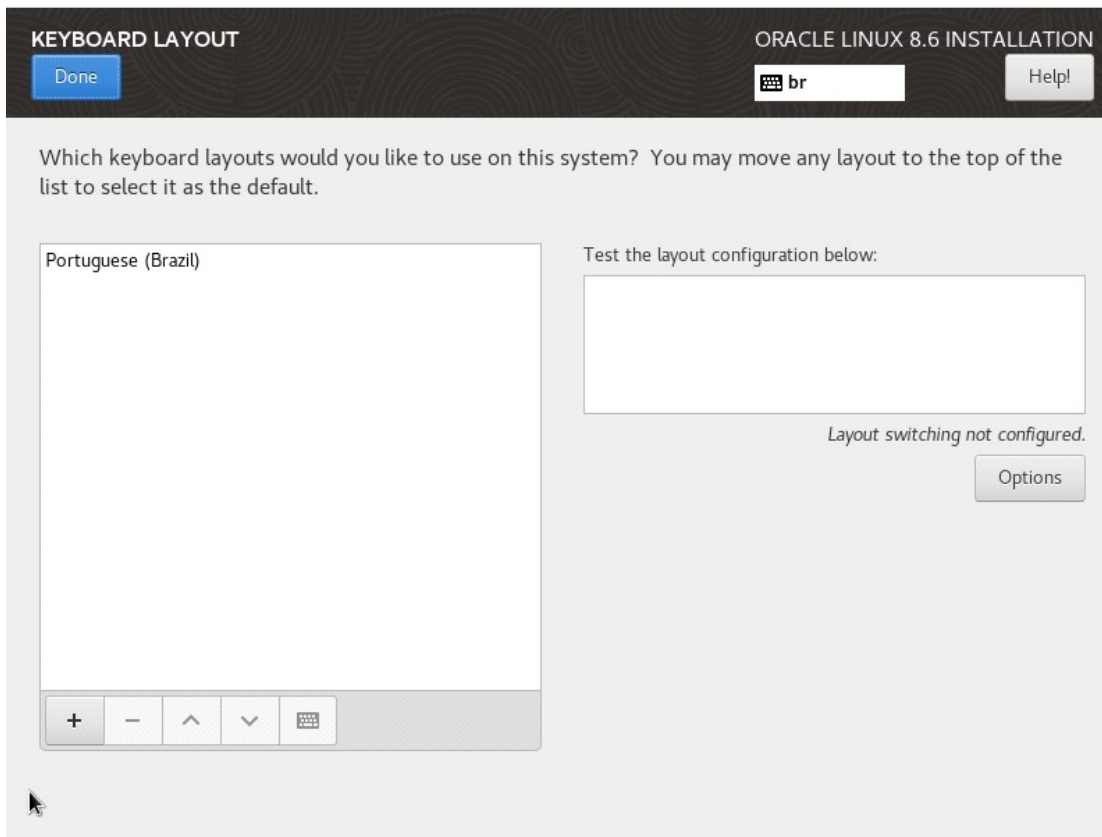 KEYBOARD LAYOUT
ORACLE LINUX 8.6 INSTALLATION
Done
br
Help!
Which keyboard layouts would you like to use on this system? You may move any layout to the top of the
list to select it as the default.
Portuguese (Brazil)
Test the layout configuration below:
Layout switching not configured.
Options